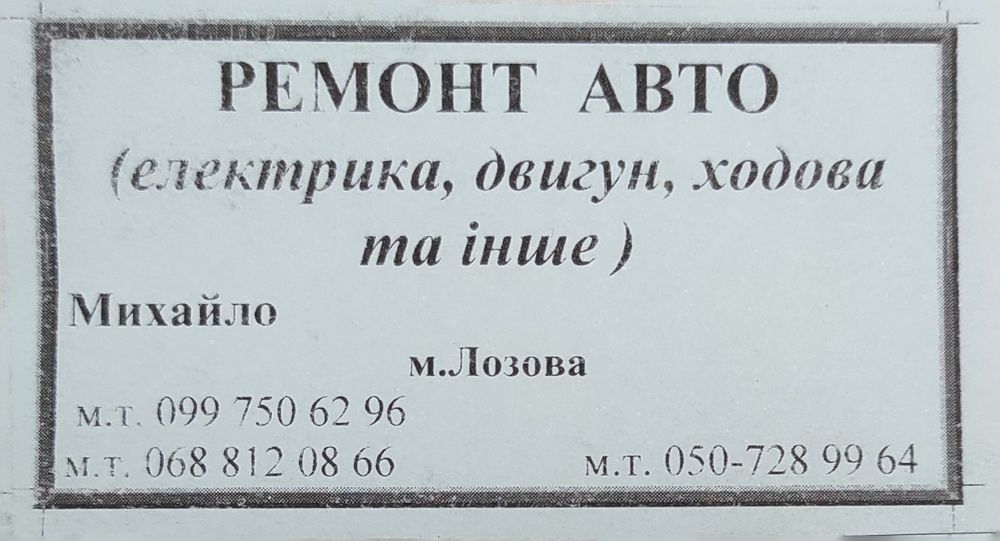 РЕМОНТ АВТО
(електрика, двигун, ходова
та інше )
Михайло
м.Лозова
м.т. 099 750 62 96
м.т. 068 812 08 66 м.т. 050-728 99 64